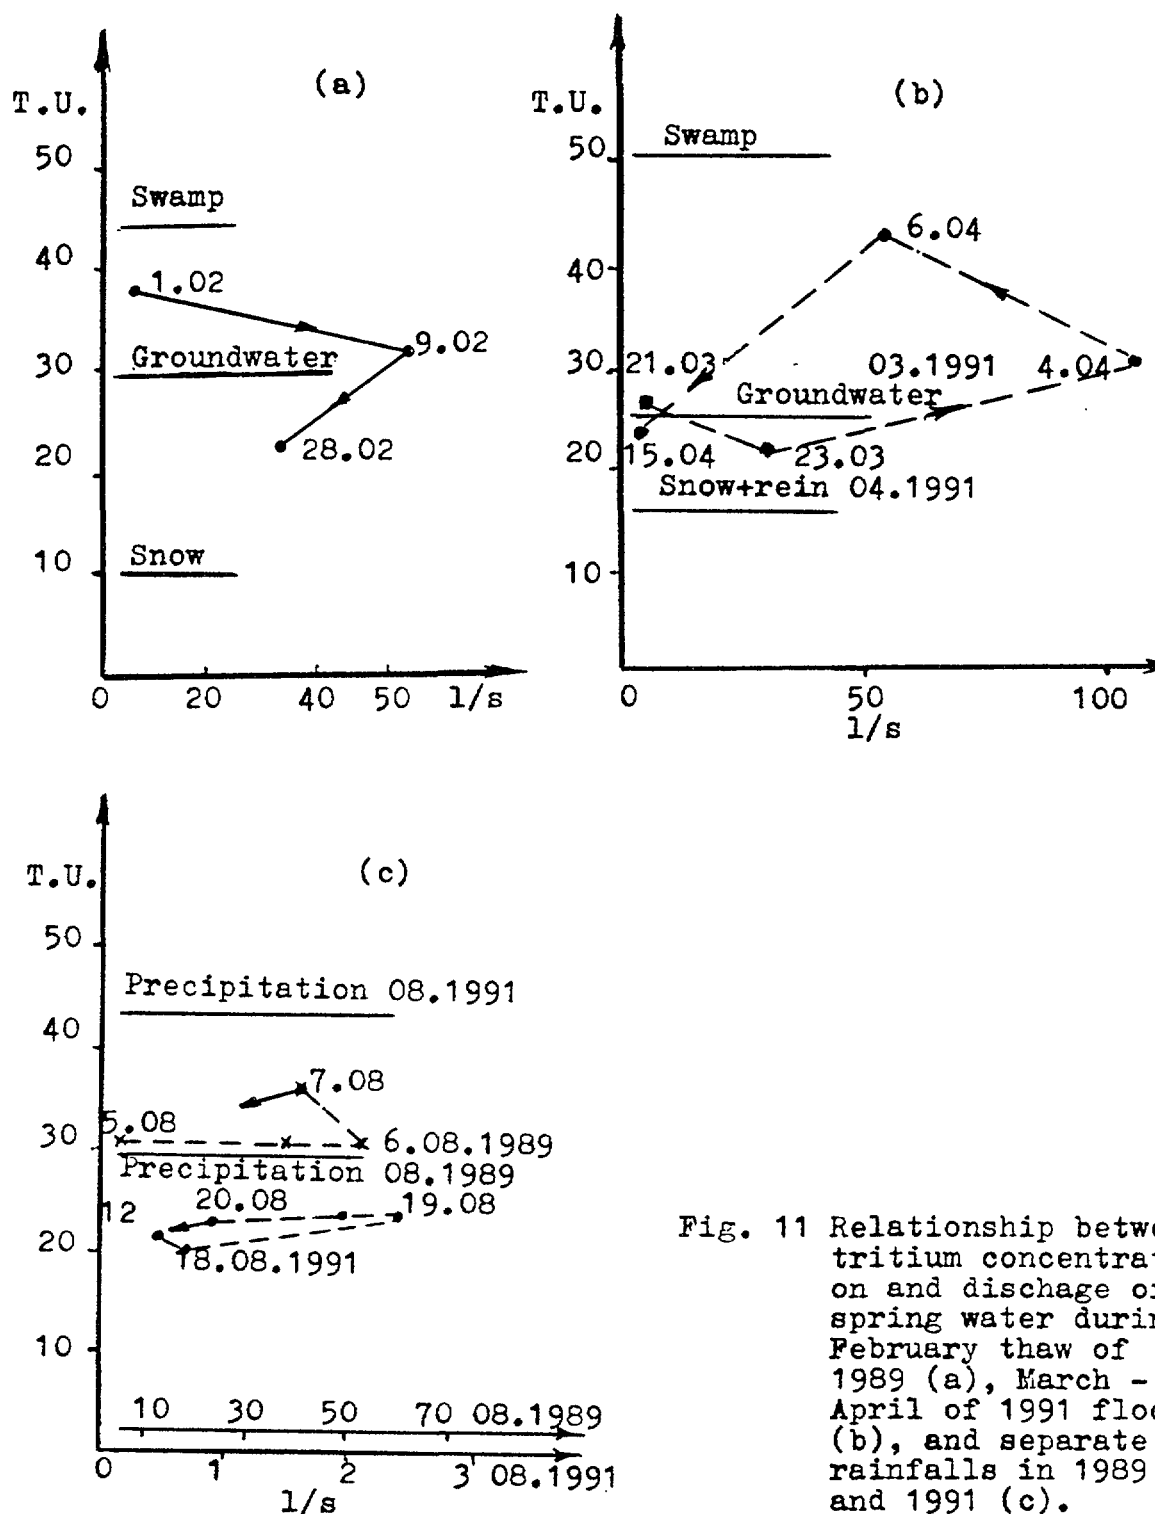 (a)
T.U.
50
Swamp
40
1.02
9.02
Groundwater
30
28.02
20
Snow
10
0 20 40 50 l/s
(b)
T.U.
50
Swamp
6.04
40
30
21.03
03.1991
4.04
Groundwater
20
15.04
23.03
Snow+rein 04.1991
10
0 50 100
l/s
(c)
T.U.
50
Precipitation 08.1991
40
7.08
5.08
30
6.08.1989
Precipitation 08.1989
12
20.08
19.08
20
18.08.1991
10
10 30 50 70 08.1989
0 1 2 3 08.1991
l/s
Fig. 11 Relationship betwe
tritium concentrat
on and dischage o
spring water durin
February thaw of
1989 (a), March -
April of 1991 floo
(b), and separate
rainfalls in 1989
and 1991 (c).